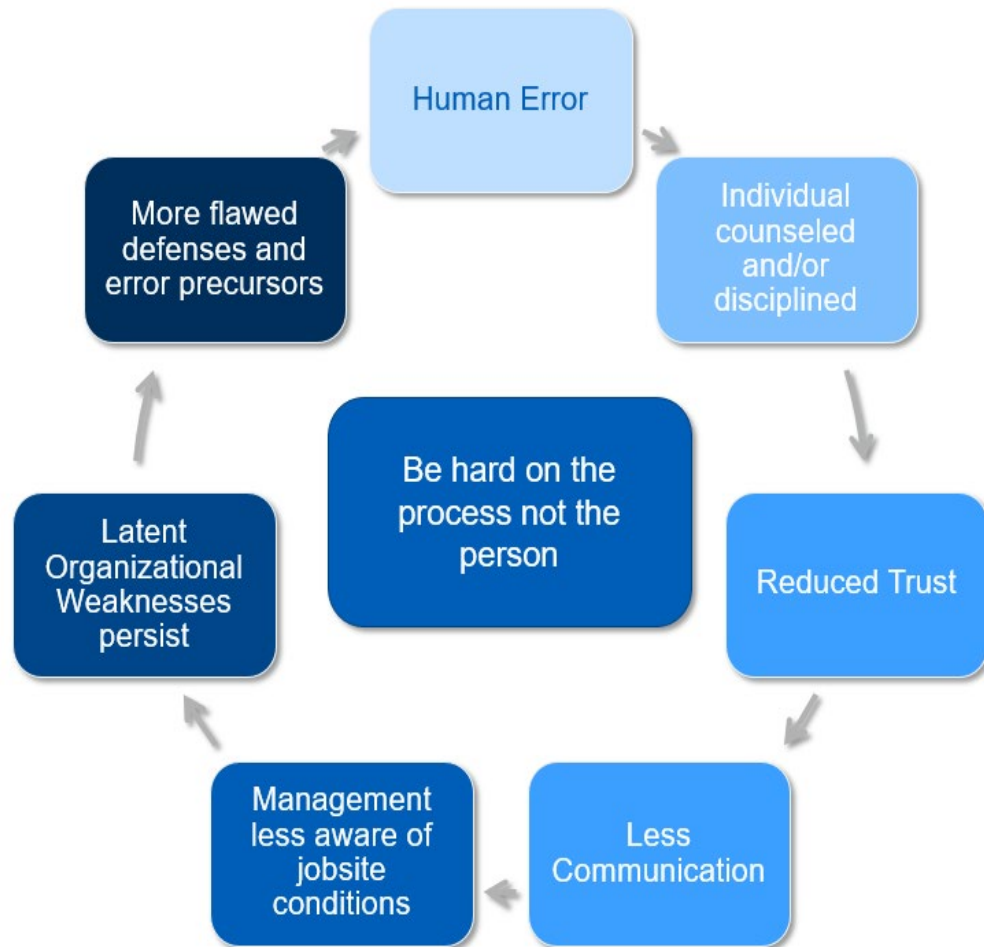 Human Error
Individual
counseled
and/or
disciplined
Reduced Trust
Less
Communication
Management
less aware of
jobsite
conditions
Latent
Organizational
Weaknesses
persist
More flawed
defenses and
error precursors
Be hard on the
process not the
person